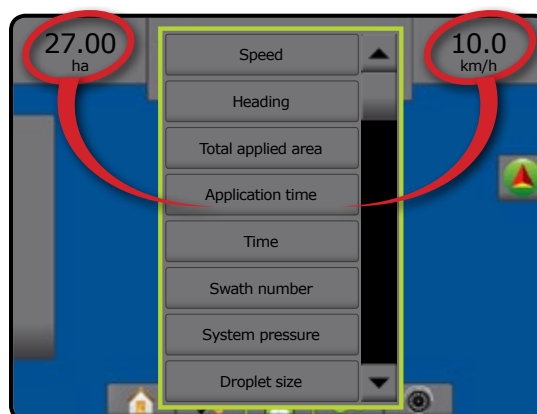 27.00
ha
10.0
km/h
Speed
Heading
Total applied area
Application time
Time
Swath number
System pressure
Droplet size